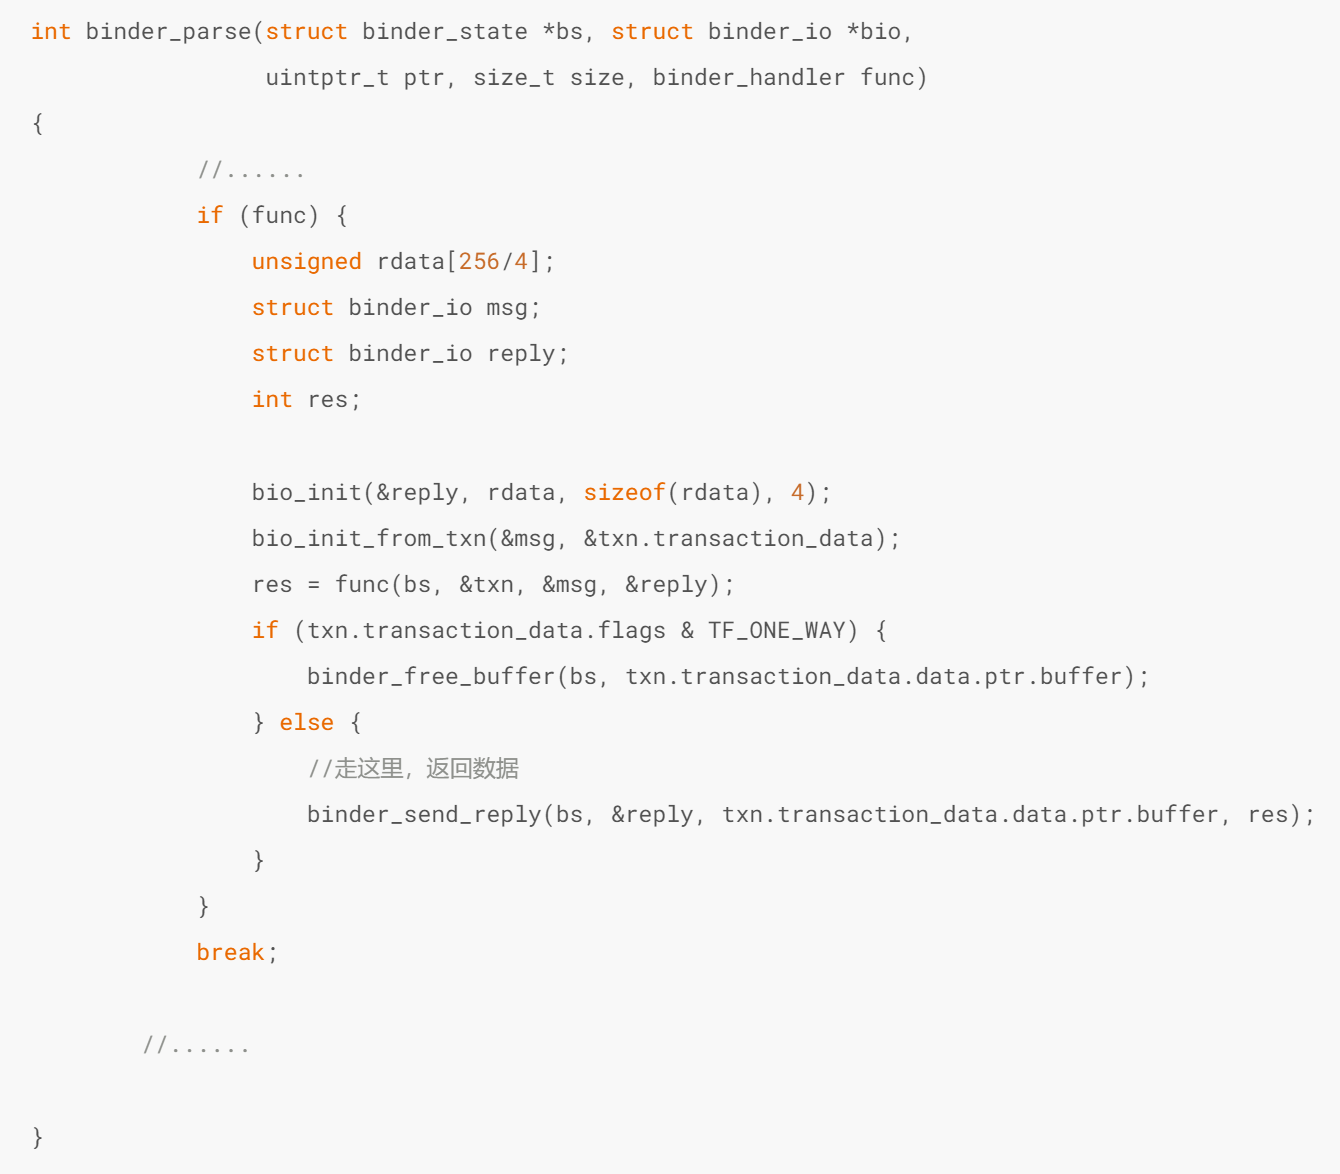 int binder_parse(struct binder_state *bs, struct binder_io *bio,
                 uintptr_t ptr, size_t size, binder_handler func)
{
            //......
            if (func) {
                unsigned rdata[256/4];
                struct binder_io msg;
                struct binder_io reply;
                int res;

                bio_init(&reply, rdata, sizeof(rdata), 4);
                bio_init_from_txn(&msg, &txn.transaction_data);
                res = func(bs, &txn, &msg, &reply);
                if (txn.transaction_data.flags & TF_ONE_WAY) {
                    binder_free_buffer(bs, txn.transaction_data.data.ptr.buffer);
                } else {
                    //走这里，返回数据
                    binder_send_reply(bs, &reply, txn.transaction_data.data.ptr.buffer, res);
                }
            }
            break;

        //......

}